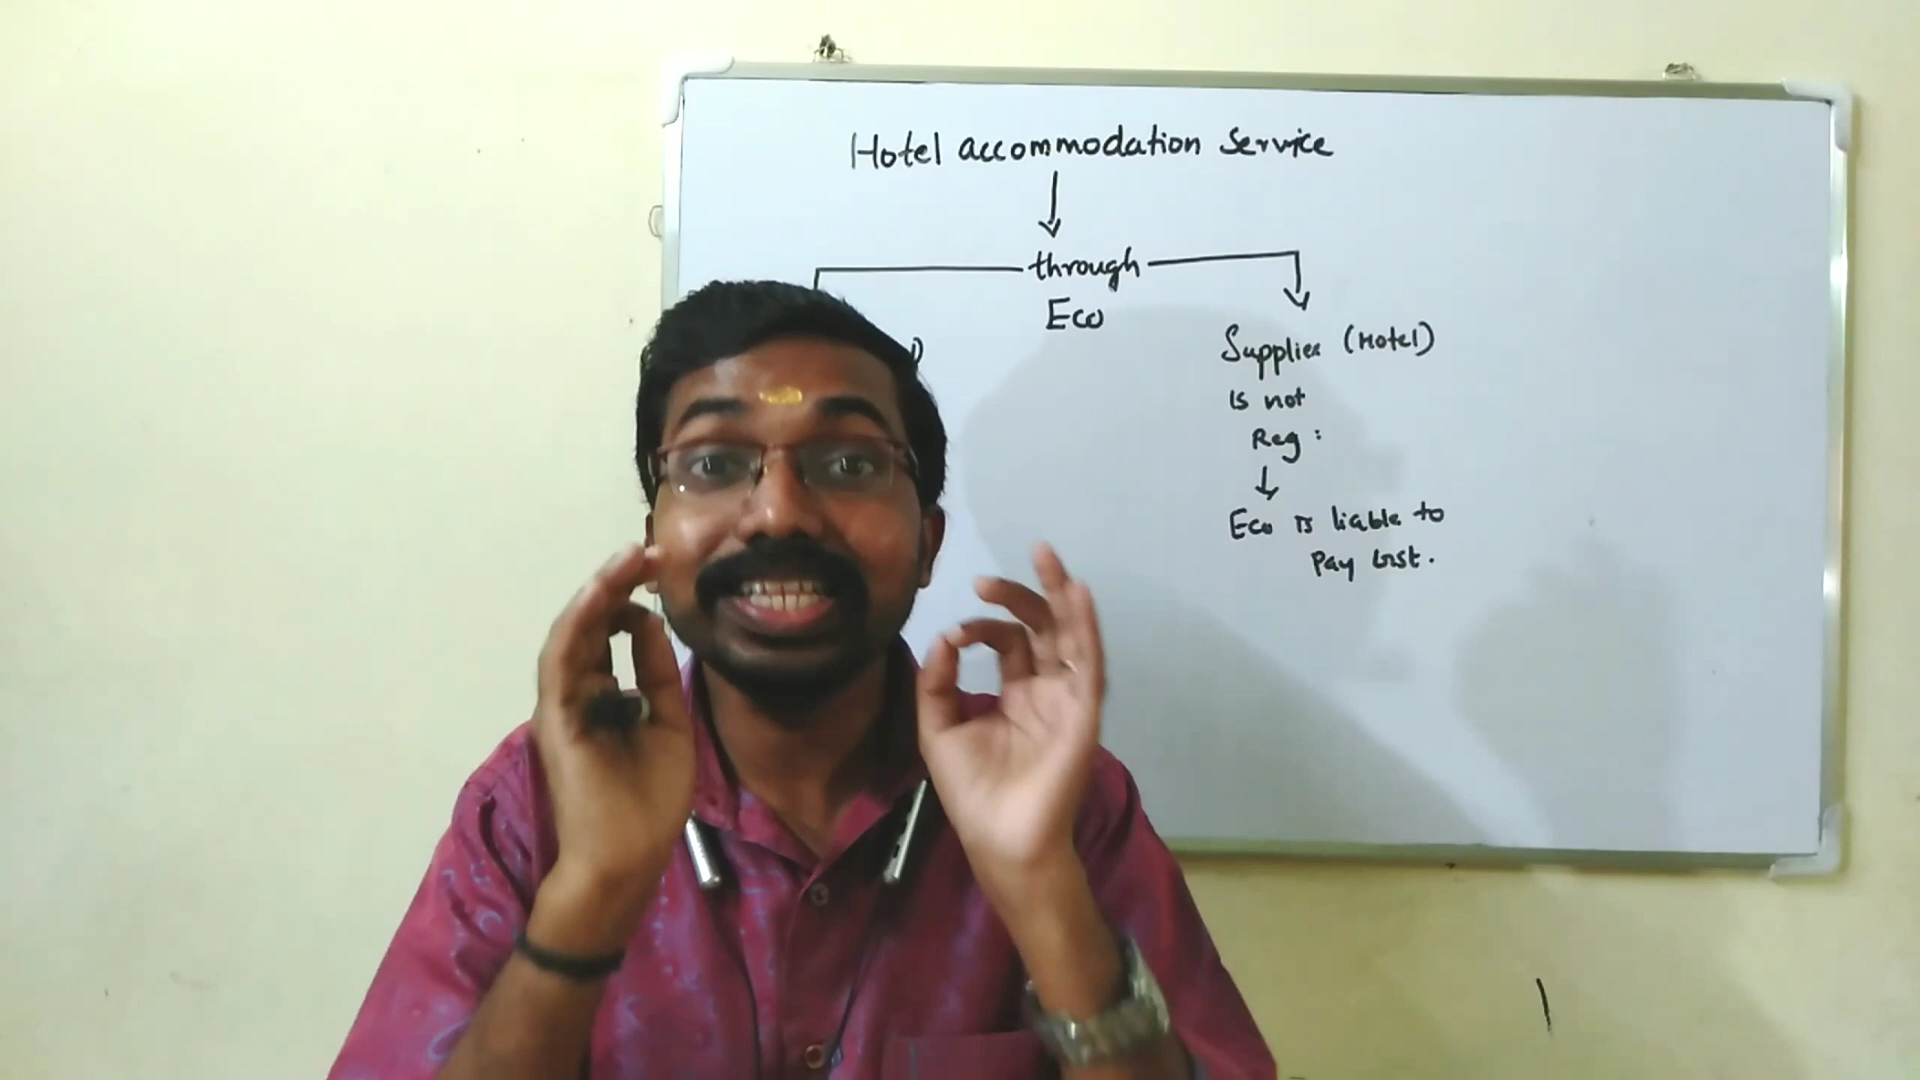 Hotel accommodation Service
through
Eco
Supplier (Hotel)
is not
Reg:
Eco is liable to
pay Gst.